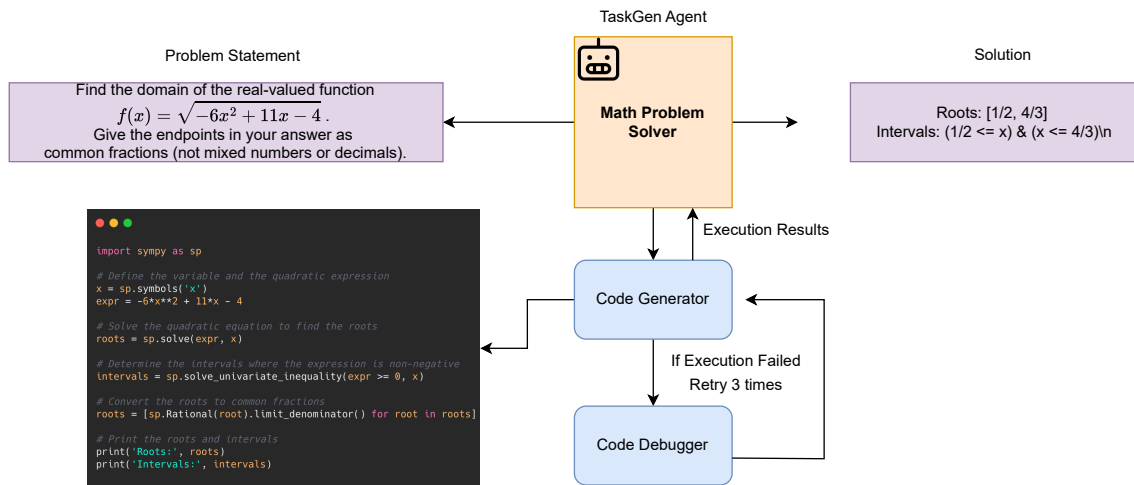 TaskGen Agent
Problem Statement
Solution
Find the domain of the real-valued function
f(x) = √(-6x² + 11x - 4) .
Give the endpoints in your answer as
common fractions (not mixed numbers or decimals).
Math Problem
Solver
Roots: [1/2, 4/3]
Intervals: (1/2 <= x) & (x <= 4/3)\n
Execution Results
import sympy as sp
# Define the variable and the quadratic expression
x = sp.symbols('x')
expr = -6*x**2 + 11*x - 4
# Solve the quadratic equation to find the roots
roots = sp.solve(expr, x)
# Determine the intervals where the expression is non-negative
intervals = sp.solve_univariate_inequality(expr >= 0, x)
# Convert the roots to common fractions
roots = [sp.Rational(root).limit_denominator() for root in roots]
# Print the roots and intervals
print('Roots:', roots)
print('Intervals:', intervals)
Code Generator
If Execution Failed
Retry 3 times
Code Debugger